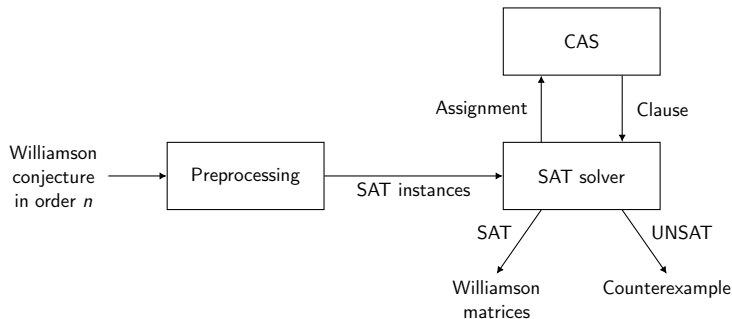 CAS
Assignment
Clause
Williamson
conjecture
in order n
Preprocessing
SAT instances
SAT solver
SAT
UNSAT
Williamson
matrices
Counterexample